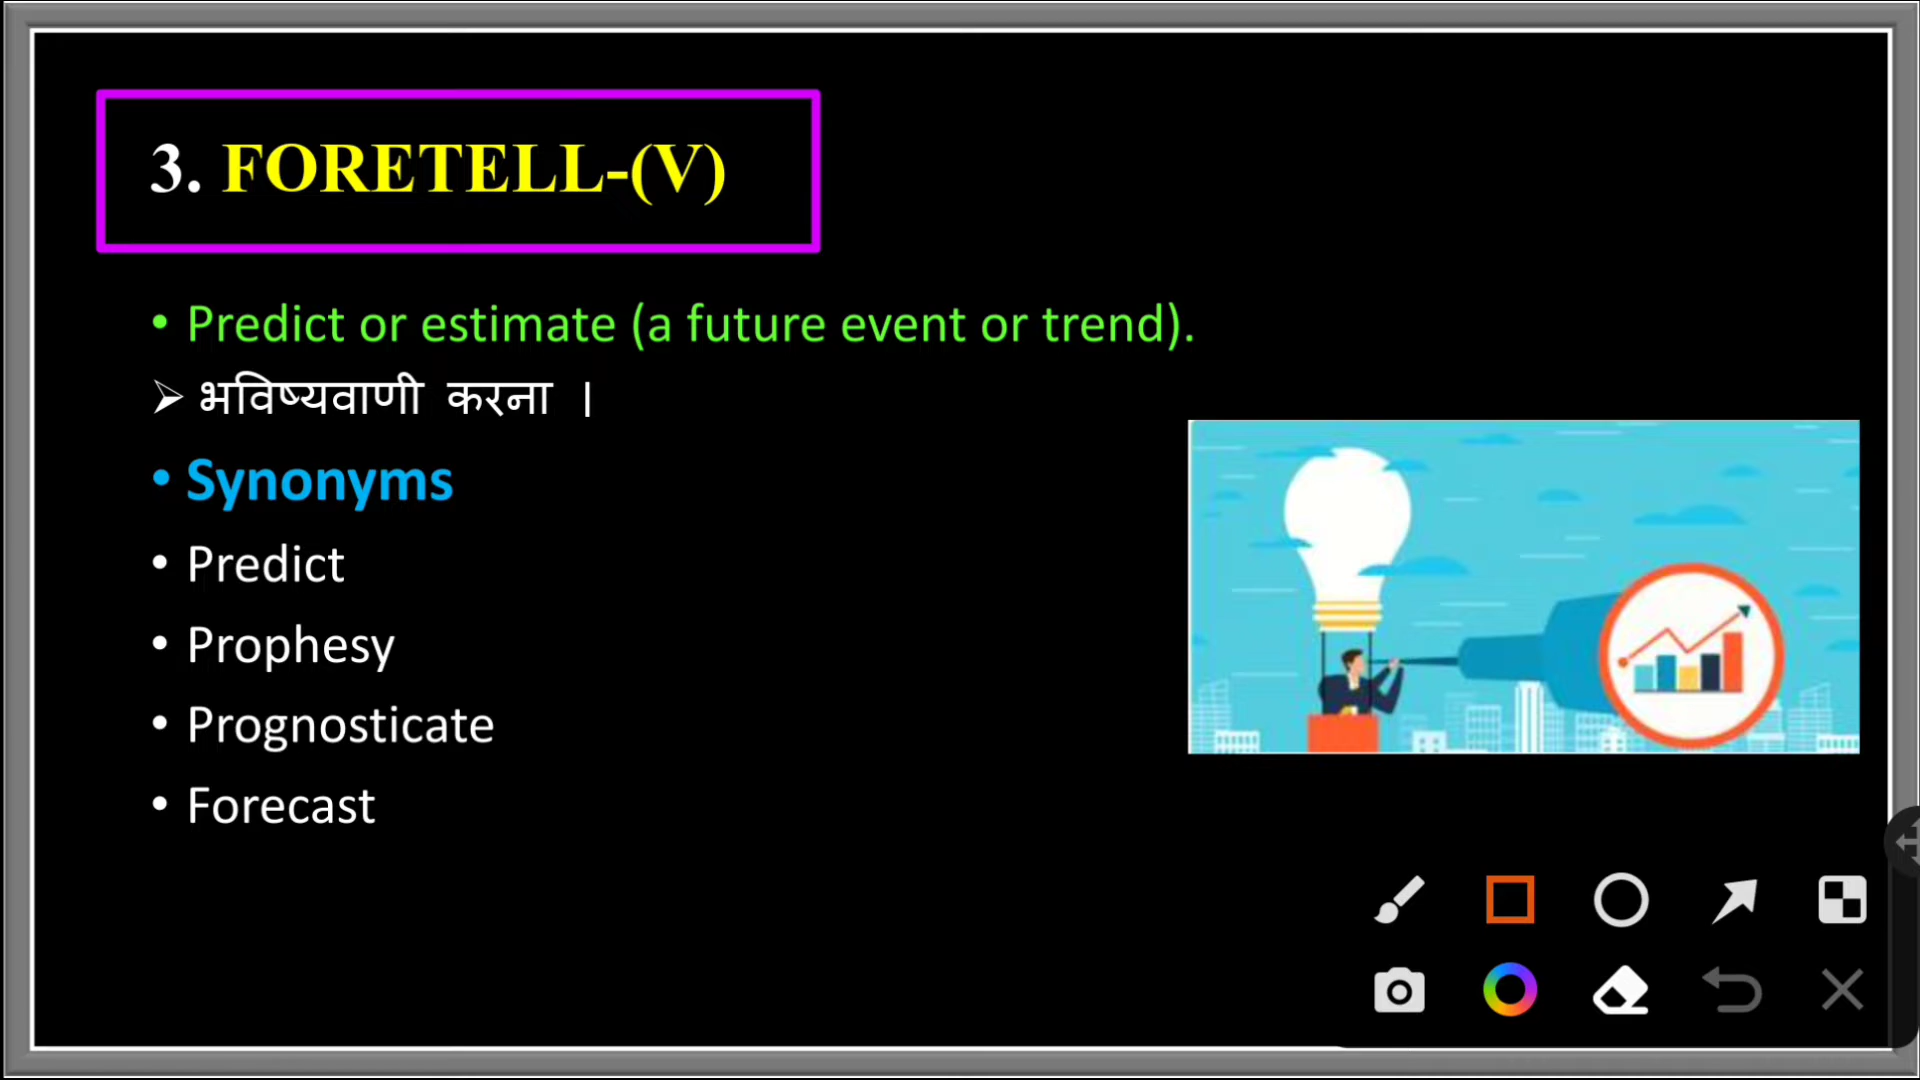 3. FORETELL-(V)
• Predict or estimate (a future event or trend).
➢ भविष्यवाणी करना ।
• Synonyms
• Predict
• Prophesy
• Prognosticate
• Forecast